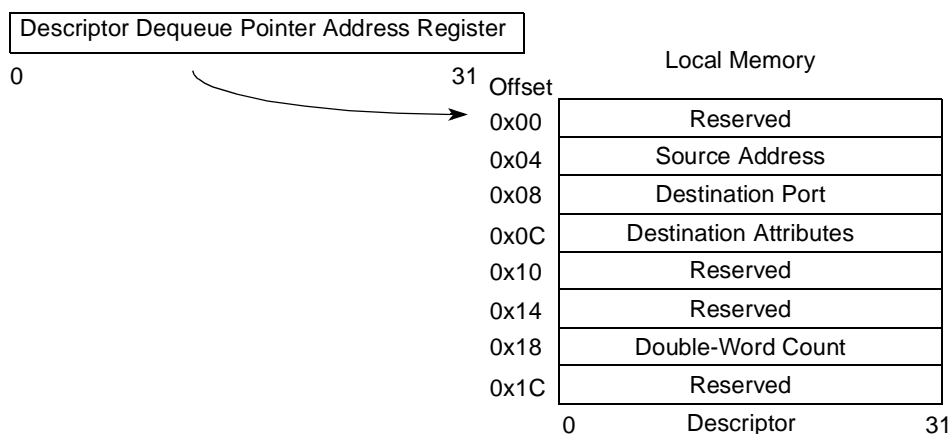 Descriptor Dequeue Pointer Address Register
0 31
Local Memory
Offset
0x00 Reserved
0x04 Source Address
0x08 Destination Port
0x0C Destination Attributes
0x10 Reserved
0x14 Reserved
0x18 Double-Word Count
0x1C Reserved
0 Descriptor 31